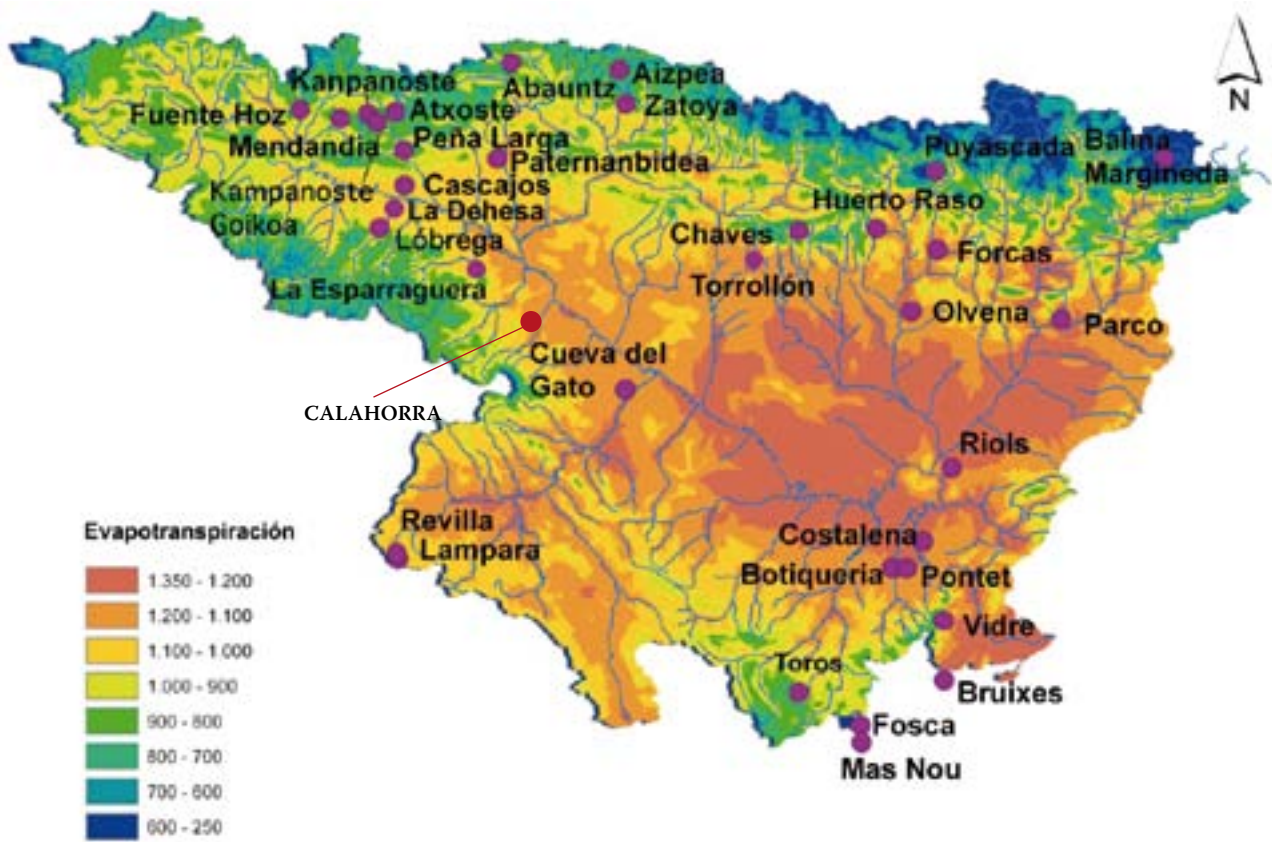 N
Kanpanoste
Abauntz
Aizpea
Zatoya
Fuente Hoz
Atxoste
Mendandia
Peña Larga
Paternanbidea
Puyascada
Balma
Margineda
Kampanoste
Goikoa
Cascajos
La Dehesa
Lóbrega
Huerto Raso
Chaves
Forcas
Torrollón
La Esparraguera
Olvena
Parco
Cueva del
Gato
CALAHORRA
Riols
Revilla
Lampara
Costalena
Botiqueria
Pontet
Vidre
Toros
Bruixes
Fosca
Mas Nou
Evapotranspiración
1.350 - 1.200
1.200 - 1.100
1.100 - 1.000
1.000 - 900
900 - 800
800 - 700
700 - 600
600 - 250